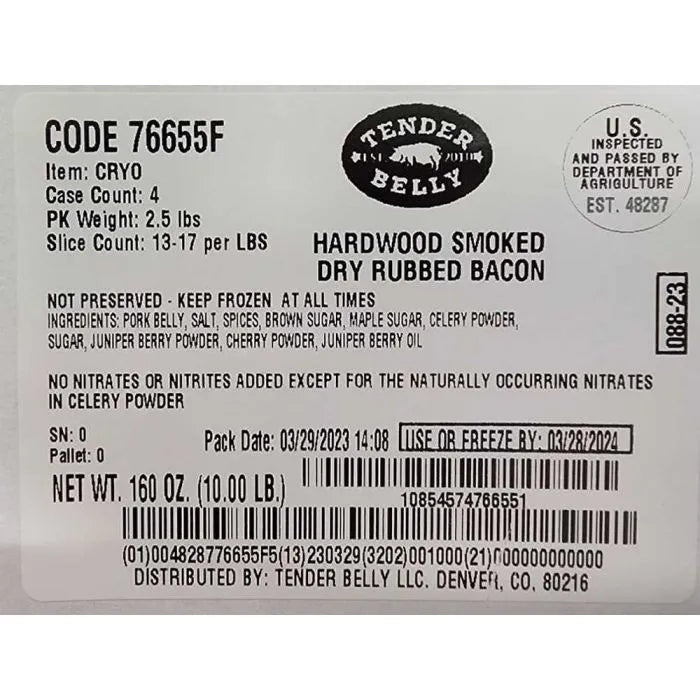 CODE 76655F
Item: CRYO
Case Count: 4
PK Weight: 2.5 lbs
Slice Count: 13-17 per LBS
TENDER
EST. 2010
BELLY
U.S.
INSPECTED
AND PASSED BY
DEPARTMENT OF
AGRIGULTURE
EST. 48287
HARDWOOD SMOKED
DRY RUBBED BACON
088-23
NOT PRESERVED - KEEP FROZEN AT ALL TIMES
INGREDIENTS: PORK BELLY, SALT, SPICES, BROWN SUGAR, MAPLE SUGAR, CELERY POWDER,
SUGAR, JUNIPER BERRY POWDER, CHERRY POWDER, JUNIPER BERRY OIL
NO NITRATES OR NITRITES ADDED EXCEPT FOR THE NATURALLY OCCURRING NITRATES
IN CELERY POWDER
SN: 0
Pallet: 0
Pack Date: 03/29/2023 14:08
USE OR FREEZE BY: 03/28/2024
NET WT. 160 OZ. (10.00 LB.)
10854574766551
(01)004828776655F5(13)230329(3202)001000(21)000000000000
DISTRIBUTED BY: TENDER BELLY LLC. DENVER, CO, 80216